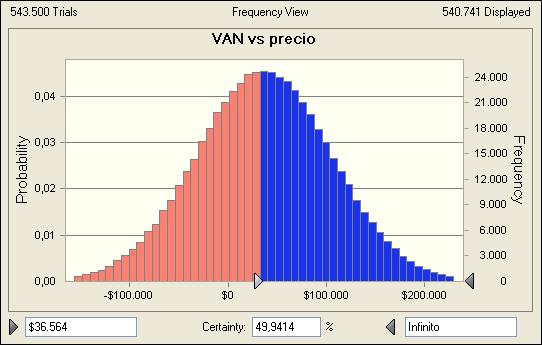 543.500 Trials Frequency View 540.741 Displayed
VAN vs precio
0,04
0,03
0,02
0,01
0,00
Probability
24.000
21.000
18.000
15.000
12.000
9.000
6.000
3.000
0
Frequency
-$100.000 $0 $100.000 $200.000
$36.564 Certainty: 49,9414 % Infinito